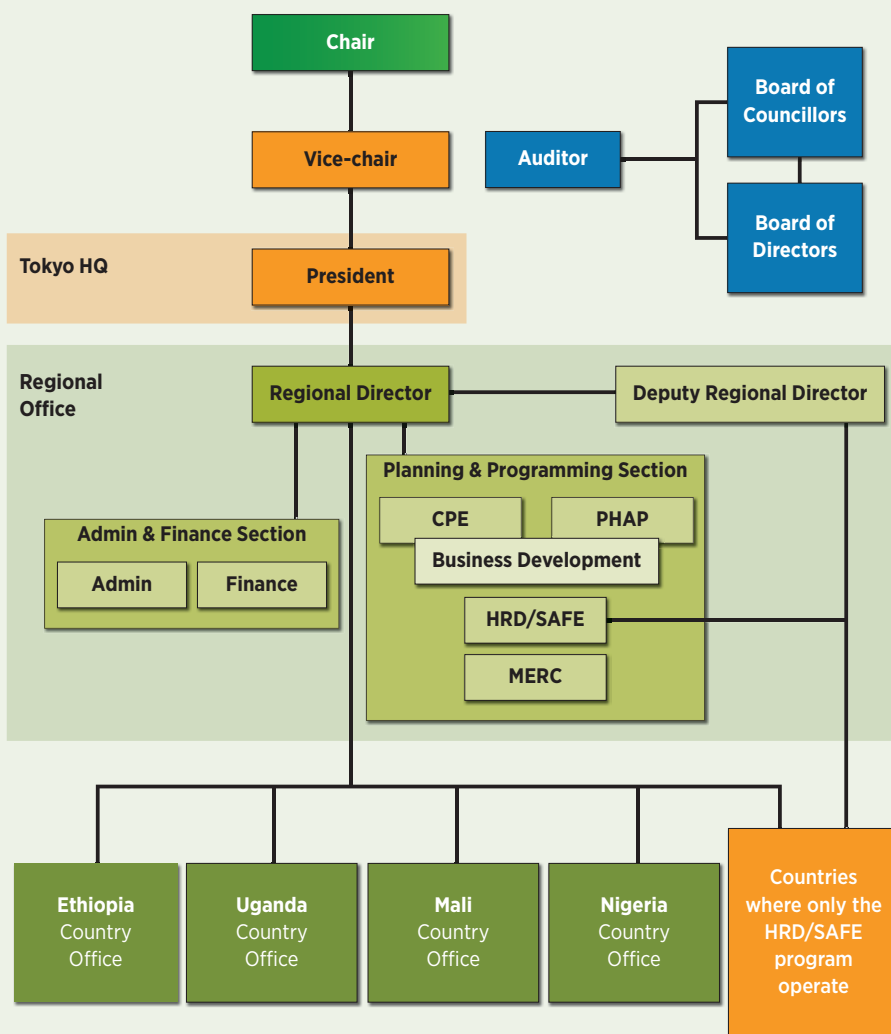 Chair
Board of
Councillors
Vice-chair
Auditor
Board of
Directors
Tokyo HQ
President
Regional
Office
Regional Director
Deputy Regional Director
Planning & Programming Section
CPE
PHAP
Business Development
HRD/SAFE
MERC
Admin & Finance Section
Admin
Finance
Ethiopia
Country
Office
Uganda
Country
Office
Mali
Country
Office
Nigeria
Country
Office
Countries
where only the
HRD/SAFE
program
operate